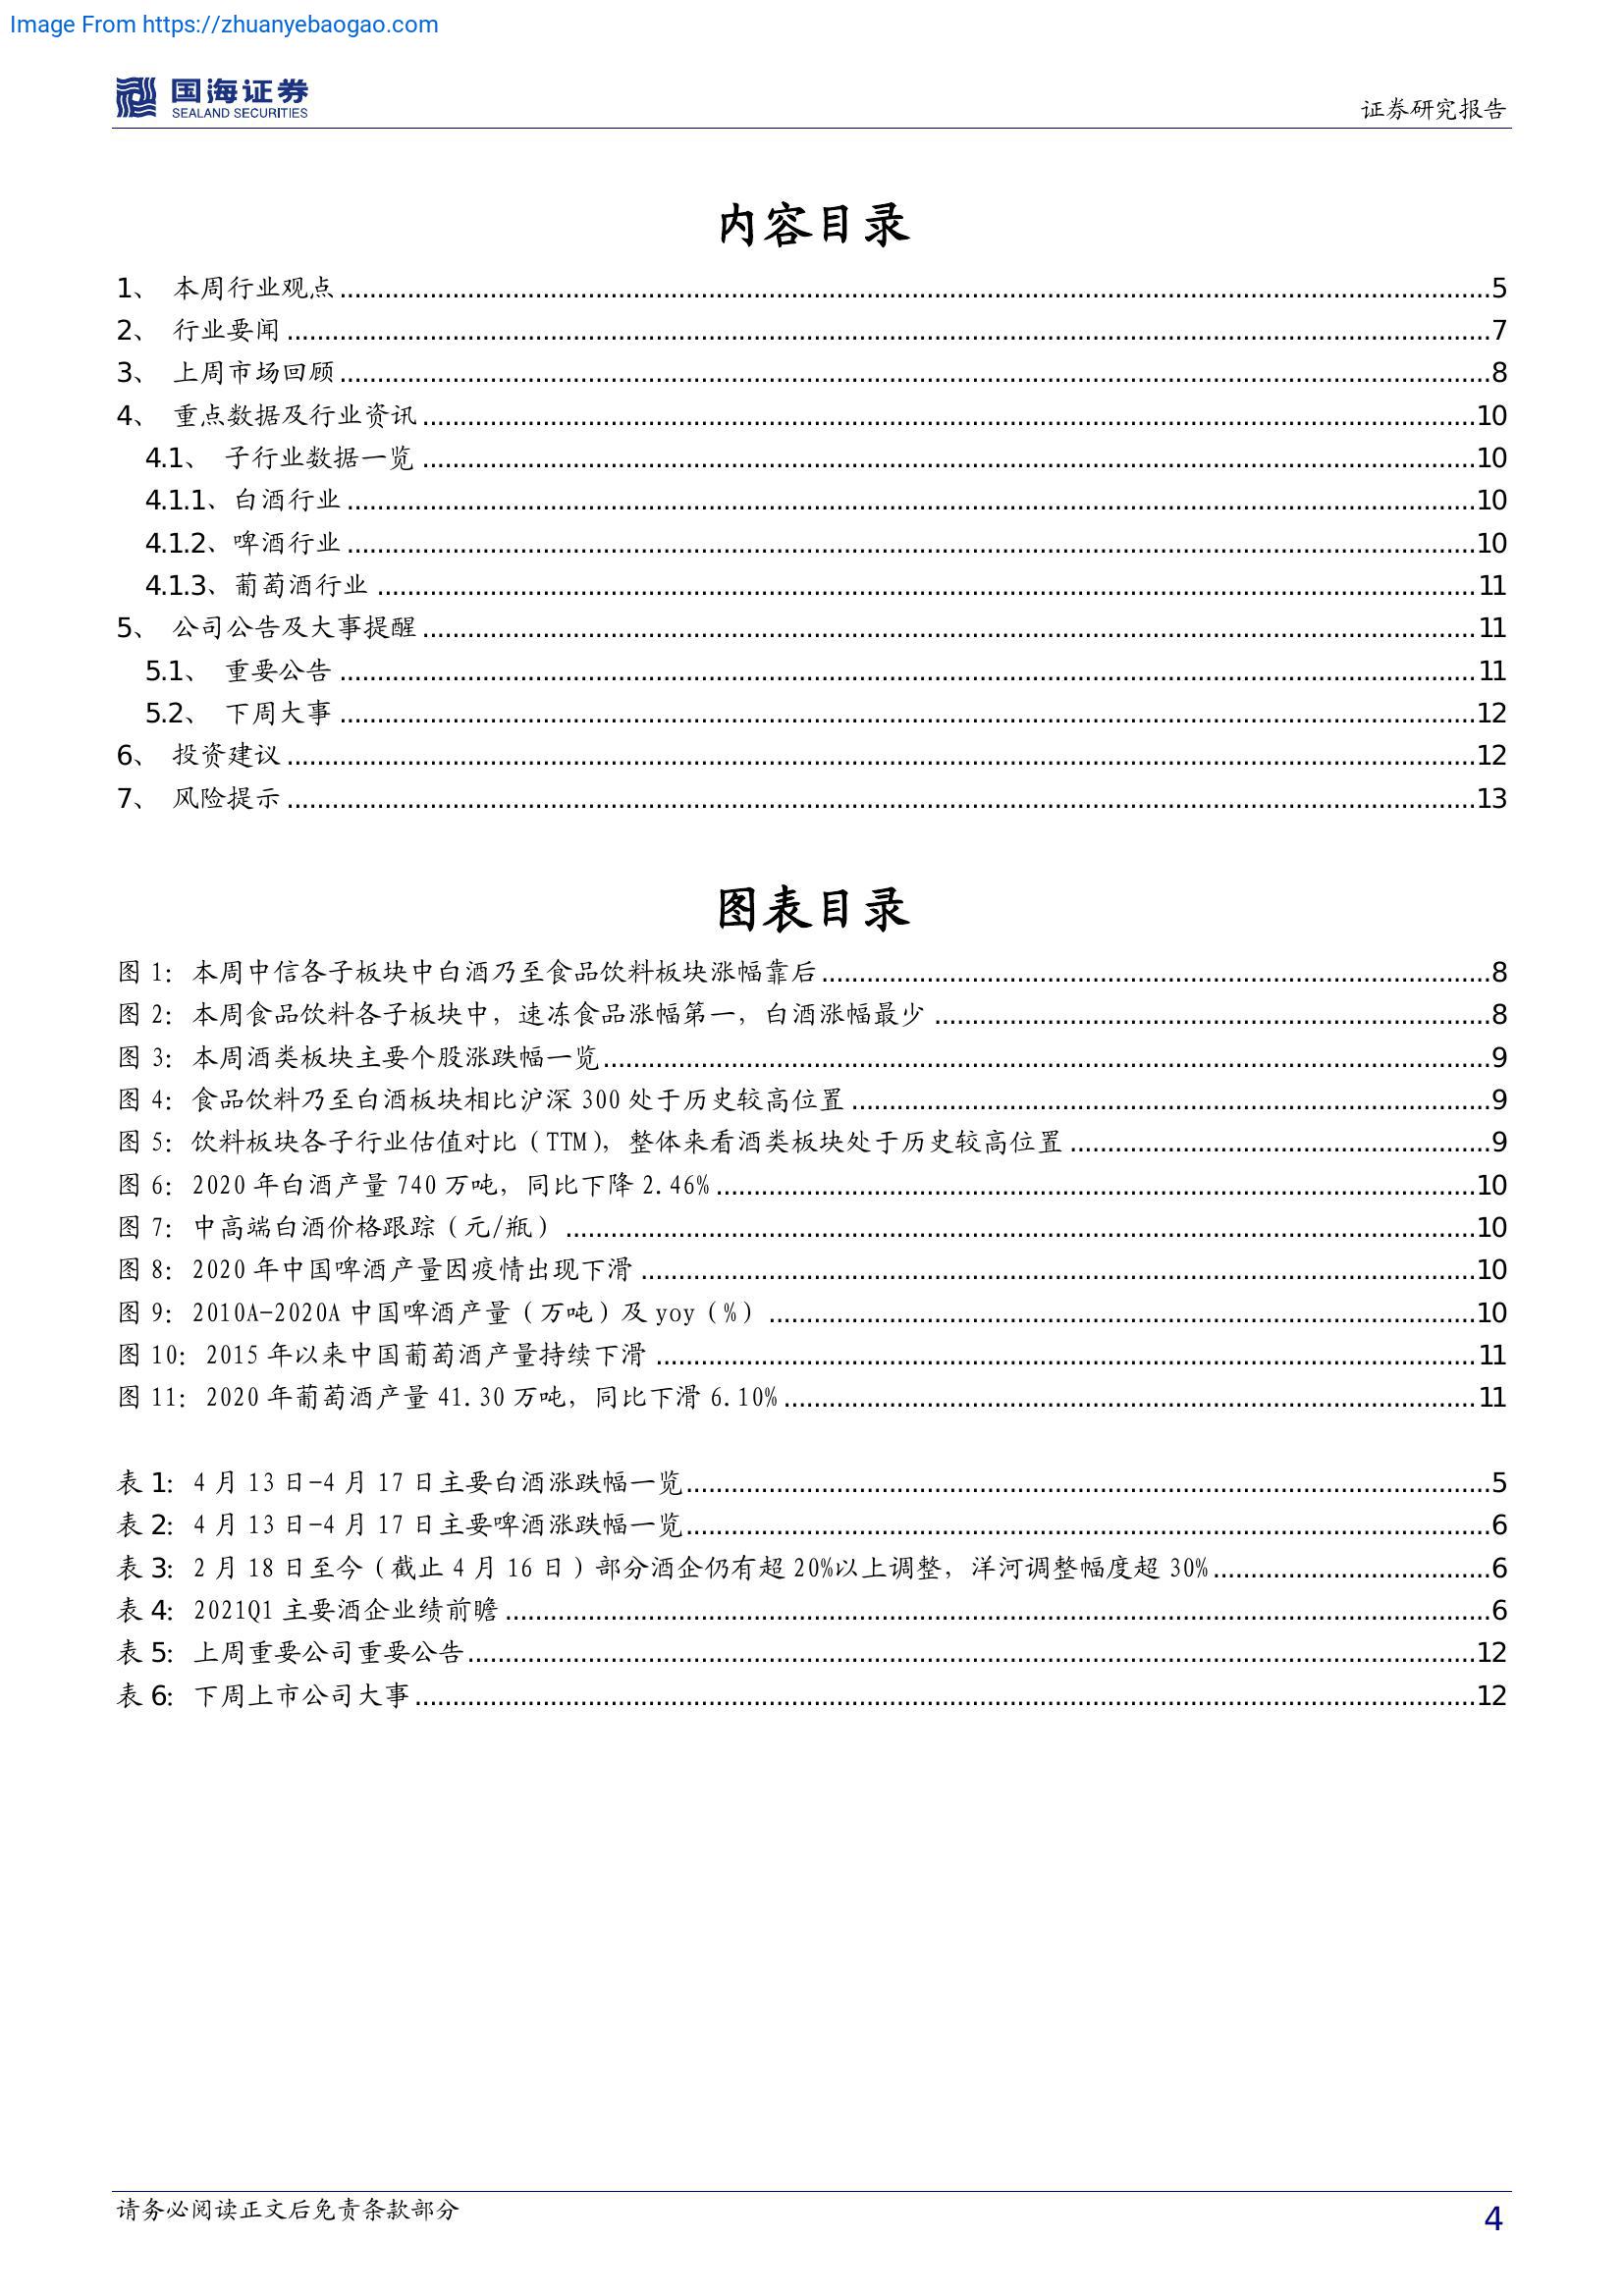 Image From https://zhuanyebaogao.com
国海证券
SEALAND SECURITIES
证券研究报告
内容目录
1、 本周行业观点 5
2、 行业要闻 7
3、 上周市场回顾 8
4、 重点数据及行业资讯 10
4.1、 子行业数据一览 10
4.1.1、白酒行业 10
4.1.2、啤酒行业 10
4.1.3、葡萄酒行业 11
5、 公司公告及大事提醒 11
5.1、 重要公告 11
5.2、 下周大事 12
6、 投资建议 12
7、 风险提示 13
图表目录
图 1：本周中信各子板块中白酒乃至食品饮料板块涨幅靠后 8
图 2：本周食品饮料各子板块中，速冻食品涨幅第一，白酒涨幅最少 8
图 3：本周酒类板块主要个股涨跌幅一览 9
图 4：食品饮料乃至白酒板块相比沪深 300 处于历史较高位置 9
图 5：饮料板块各子行业估值对比（TTM），整体来看酒类板块处于历史较高位置 9
图 6：2020 年白酒产量 740 万吨，同比下降 2.46% 10
图 7：中高端白酒价格跟踪（元/瓶） 10
图 8：2020 年中国啤酒产量因疫情出现下滑 10
图 9：2010A-2020A 中国啤酒产量（万吨）及 yoy（%） 10
图 10：2015 年以来中国葡萄酒产量持续下滑 11
图 11：2020 年葡萄酒产量 41.30 万吨，同比下滑 6.10% 11
表 1：4 月 13 日-4 月 17 日主要白酒涨跌幅一览 5
表 2：4 月 13 日-4 月 17 日主要啤酒涨跌幅一览 6
表 3：2 月 18 日至今（截止 4 月 16 日）部分酒企仍有超 20%以上调整，洋河调整幅度超 30% 6
表 4：2021Q1 主要酒企业绩前瞻 6
表 5：上周重要公司重要公告 12
表 6：下周上市公司大事 12
请务必阅读正文后免责条款部分
4